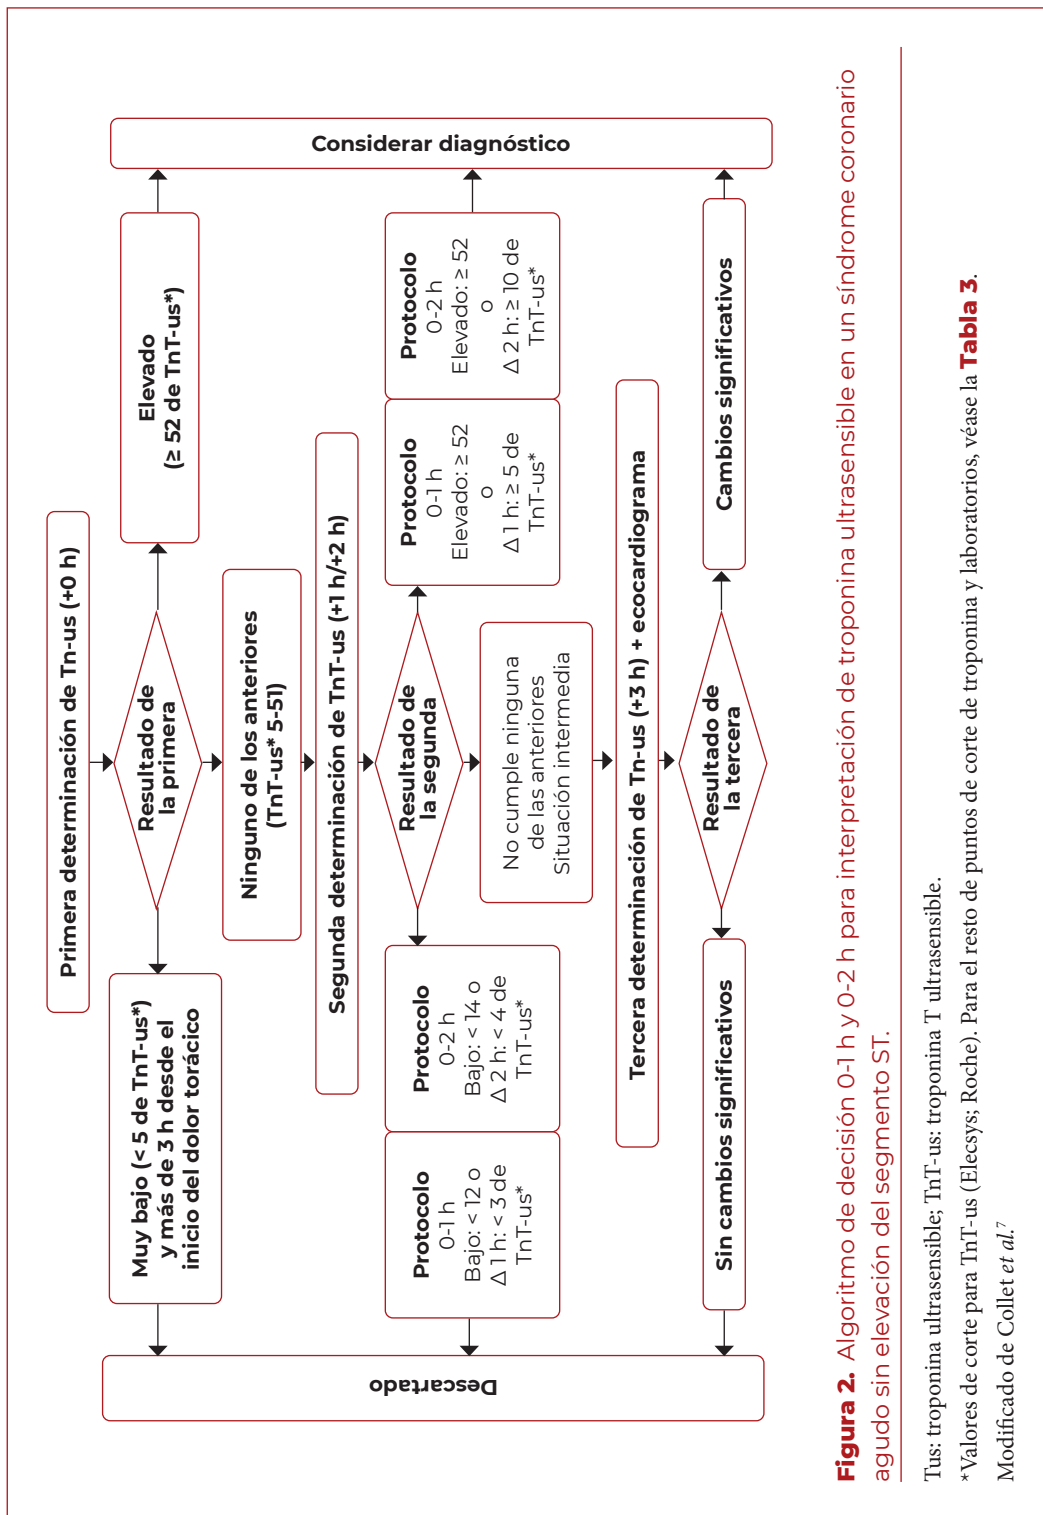 Primera determinación de Tn-us (+0 h)
Resultado de
la primera
Muy bajo (< 5 de TnT-us*)
y más de 3 h desde el
inicio del dolor torácico
Elevado
(≥ 52 de TnT-us*)
Ninguno de los anteriores
(TnT-us* 5-51)
Segunda determinación de TnT-us (+1 h/+2 h)
Resultado de
la segunda
Protocolo
0-1 h
Bajo: < 12 o
Δ 1 h: < 3 de
TnT-us*
Protocolo
0-2 h
Bajo: < 14 o
Δ 2 h: < 4 de
TnT-us*
Protocolo
0-1 h
Elevado: ≥ 52
o
Δ 1 h: ≥ 5 de
TnT-us*
Protocolo
0-2 h
Elevado: ≥ 52
o
Δ 2 h: ≥ 10 de
TnT-us*
No cumple ninguna
de las anteriores
Situación intermedia
Tercera determinación de Tn-us (+3 h) + ecocardiograma
Resultado de
la tercera
Sin cambios significativos
Cambios significativos
Descartado
Considerar diagnóstico
Figura 2. Algoritmo de decisión 0-1 h y 0-2 h para interpretación de troponina ultrasensible en un síndrome coronario
agudo sin elevación del segmento ST.
Tus: troponina ultrasensible; TnT-us: troponina T ultrasensible.
*Valores de corte para TnT-us (Elecsys; Roche). Para el resto de puntos de corte de troponina y laboratorios, véase la Tabla 3.
Modificado de Collet et al.⁷